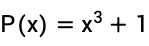 P(x) = x³ + 1